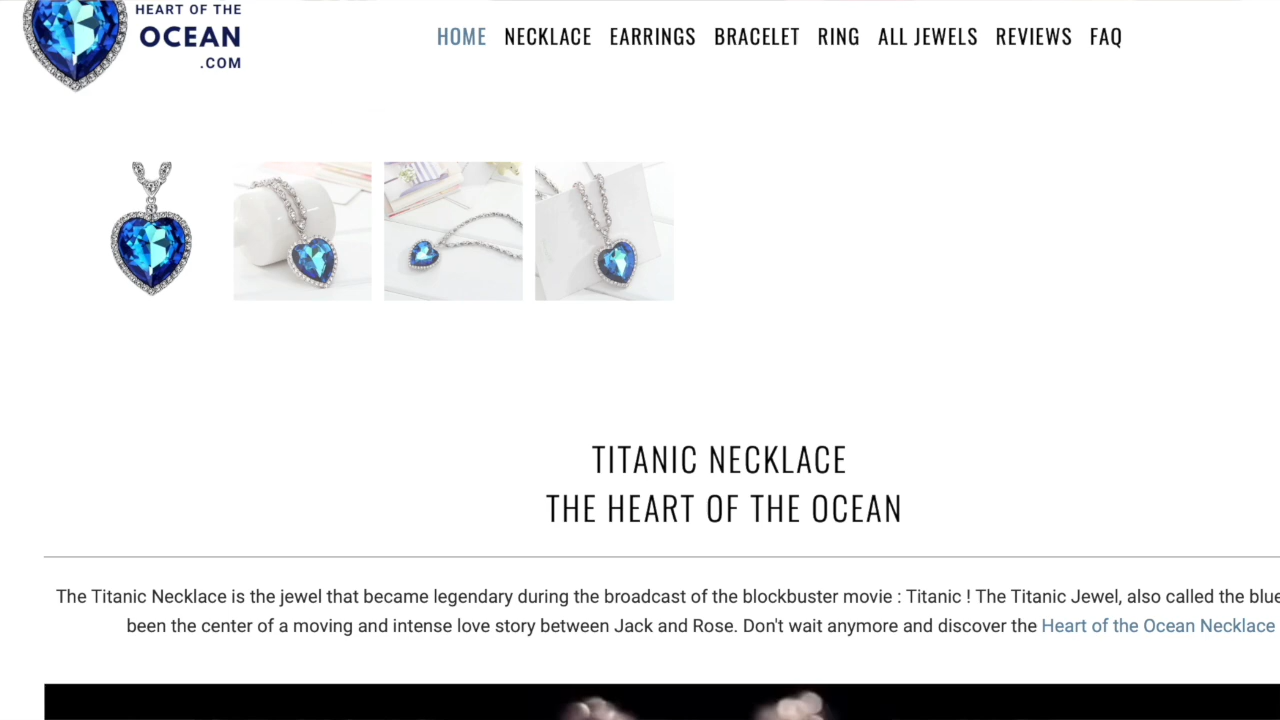 HEART OF THE
OCEAN
.COM
HOME NECKLACE EARRINGS BRACELET RING ALL JEWELS REVIEWS FAQ
TITANIC NECKLACE
THE HEART OF THE OCEAN
The Titanic Necklace is the jewel that became legendary during the broadcast of the blockbuster movie : Titanic ! The Titanic Jewel, also called the blue
been the center of a moving and intense love story between Jack and Rose. Don't wait anymore and discover the Heart of the Ocean Necklace